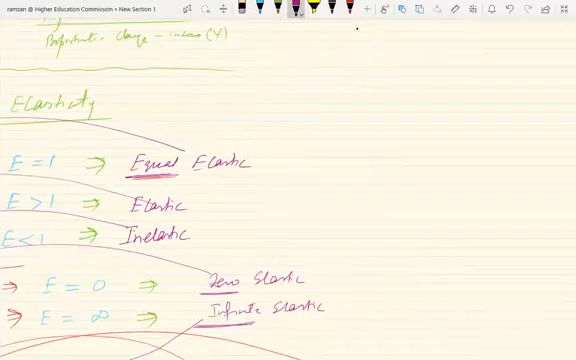 ramzan @ Higher Education Commission » New Section 1
change income (Y)
Elasticity
E = 1 ⇒ Equal Elastic
E > 1 ⇒ Elastic
E < 1 ⇒ Inelastic
⇒ E = 0 ⇒ Zero Elastic
⇒ E = ∞ ⇒ Infinite Elastic